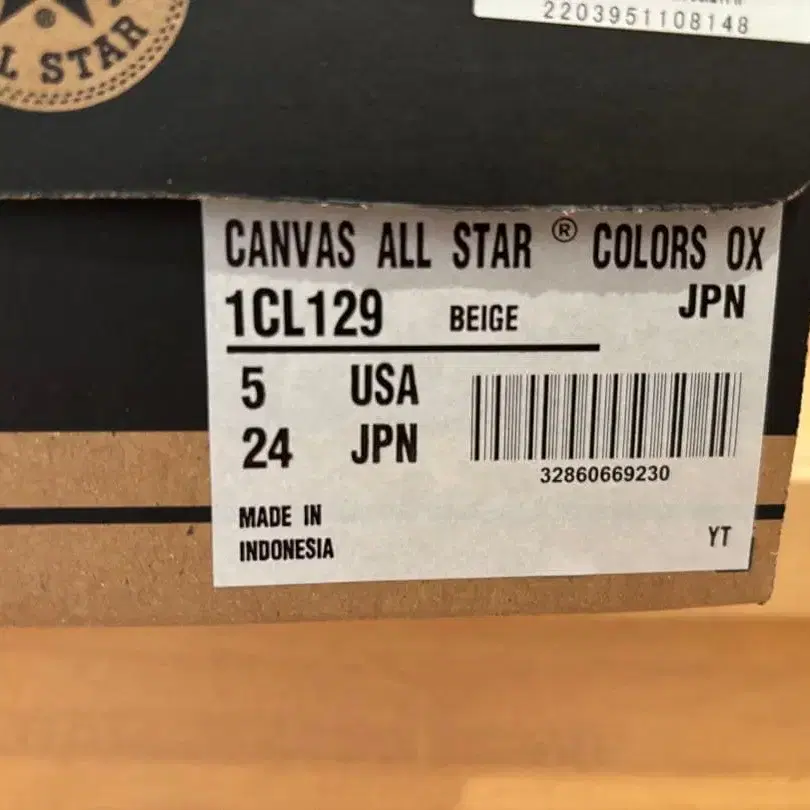 L STAR
®
2203951108148
CANVAS ALL STAR ® COLORS OX
1CL129 BEIGE JPN
5 USA
24 JPN
32860669230
MADE IN
INDONESIA
YT